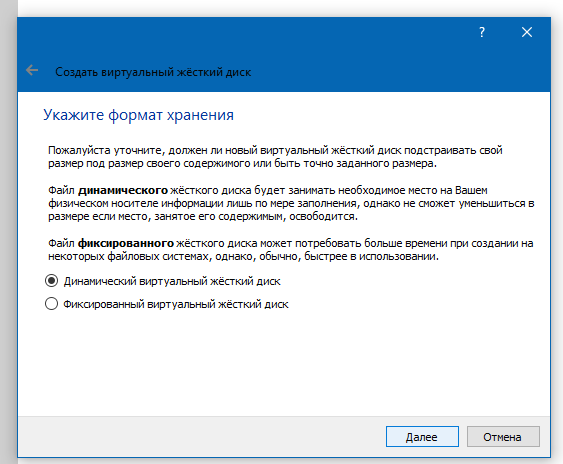 ?
Создать виртуальный жёсткий диск
Укажите формат хранения
Пожалуйста уточните, должен ли новый виртуальный жёсткий диск подстраивать свой
размер под размер своего содержимого или быть точно заданного размера.
Файл динамического жёсткого диска будет занимать необходимое место на Вашем
физическом носителе информации лишь по мере заполнения, однако не сможет уменьшиться в
размере если место, занятое его содержимым, освободится.
Файл фиксированного жёсткого диска может потребовать больше времени при создании на
некоторых файловых системах, однако, обычно, быстрее в использовании.
Динамический виртуальный жёсткий диск
Фиксированный виртуальный жёсткий диск
Далее Отмена